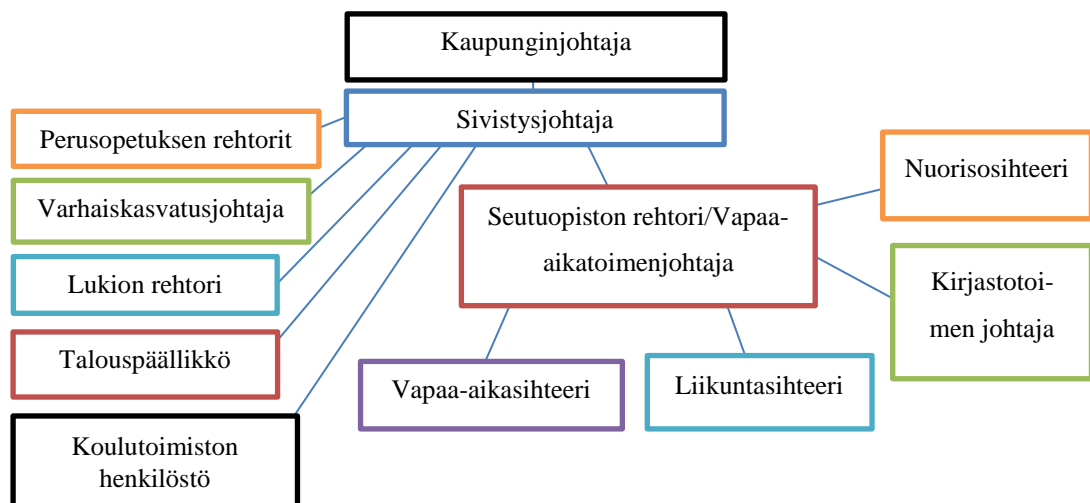 Kaupunginjohtaja
Sivistysjohtaja
Perusopetuksen rehtorit
Varhaiskasvatusjohtaja
Lukion rehtori
Talouspäällikkö
Koulutoimiston
henkilöstö
Seutuopiston rehtori/Vapaa-
aikatoimenjohtaja
Vapaa-aikasihteeri
Liikuntasihteeri
Nuorisosihteeri
Kirjastotoi-
men johtaja